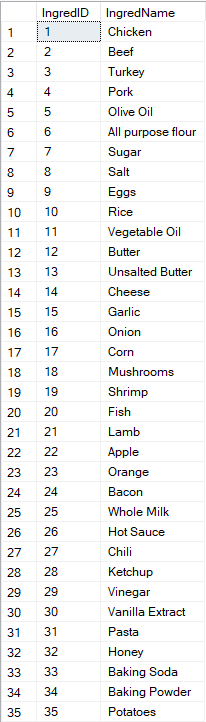 IngredID IngredName
1 1 Chicken
2 2 Beef
3 3 Turkey
4 4 Pork
5 5 Olive Oil
6 6 All purpose flour
7 7 Sugar
8 8 Salt
9 9 Eggs
10 10 Rice
11 11 Vegetable Oil
12 12 Butter
13 13 Unsalted Butter
14 14 Cheese
15 15 Garlic
16 16 Onion
17 17 Corn
18 18 Mushrooms
19 19 Shrimp
20 20 Fish
21 21 Lamb
22 22 Apple
23 23 Orange
24 24 Bacon
25 25 Whole Milk
26 26 Hot Sauce
27 27 Chili
28 28 Ketchup
29 29 Vinegar
30 30 Vanilla Extract
31 31 Pasta
32 32 Honey
33 33 Baking Soda
34 34 Baking Powder
35 35 Potatoes